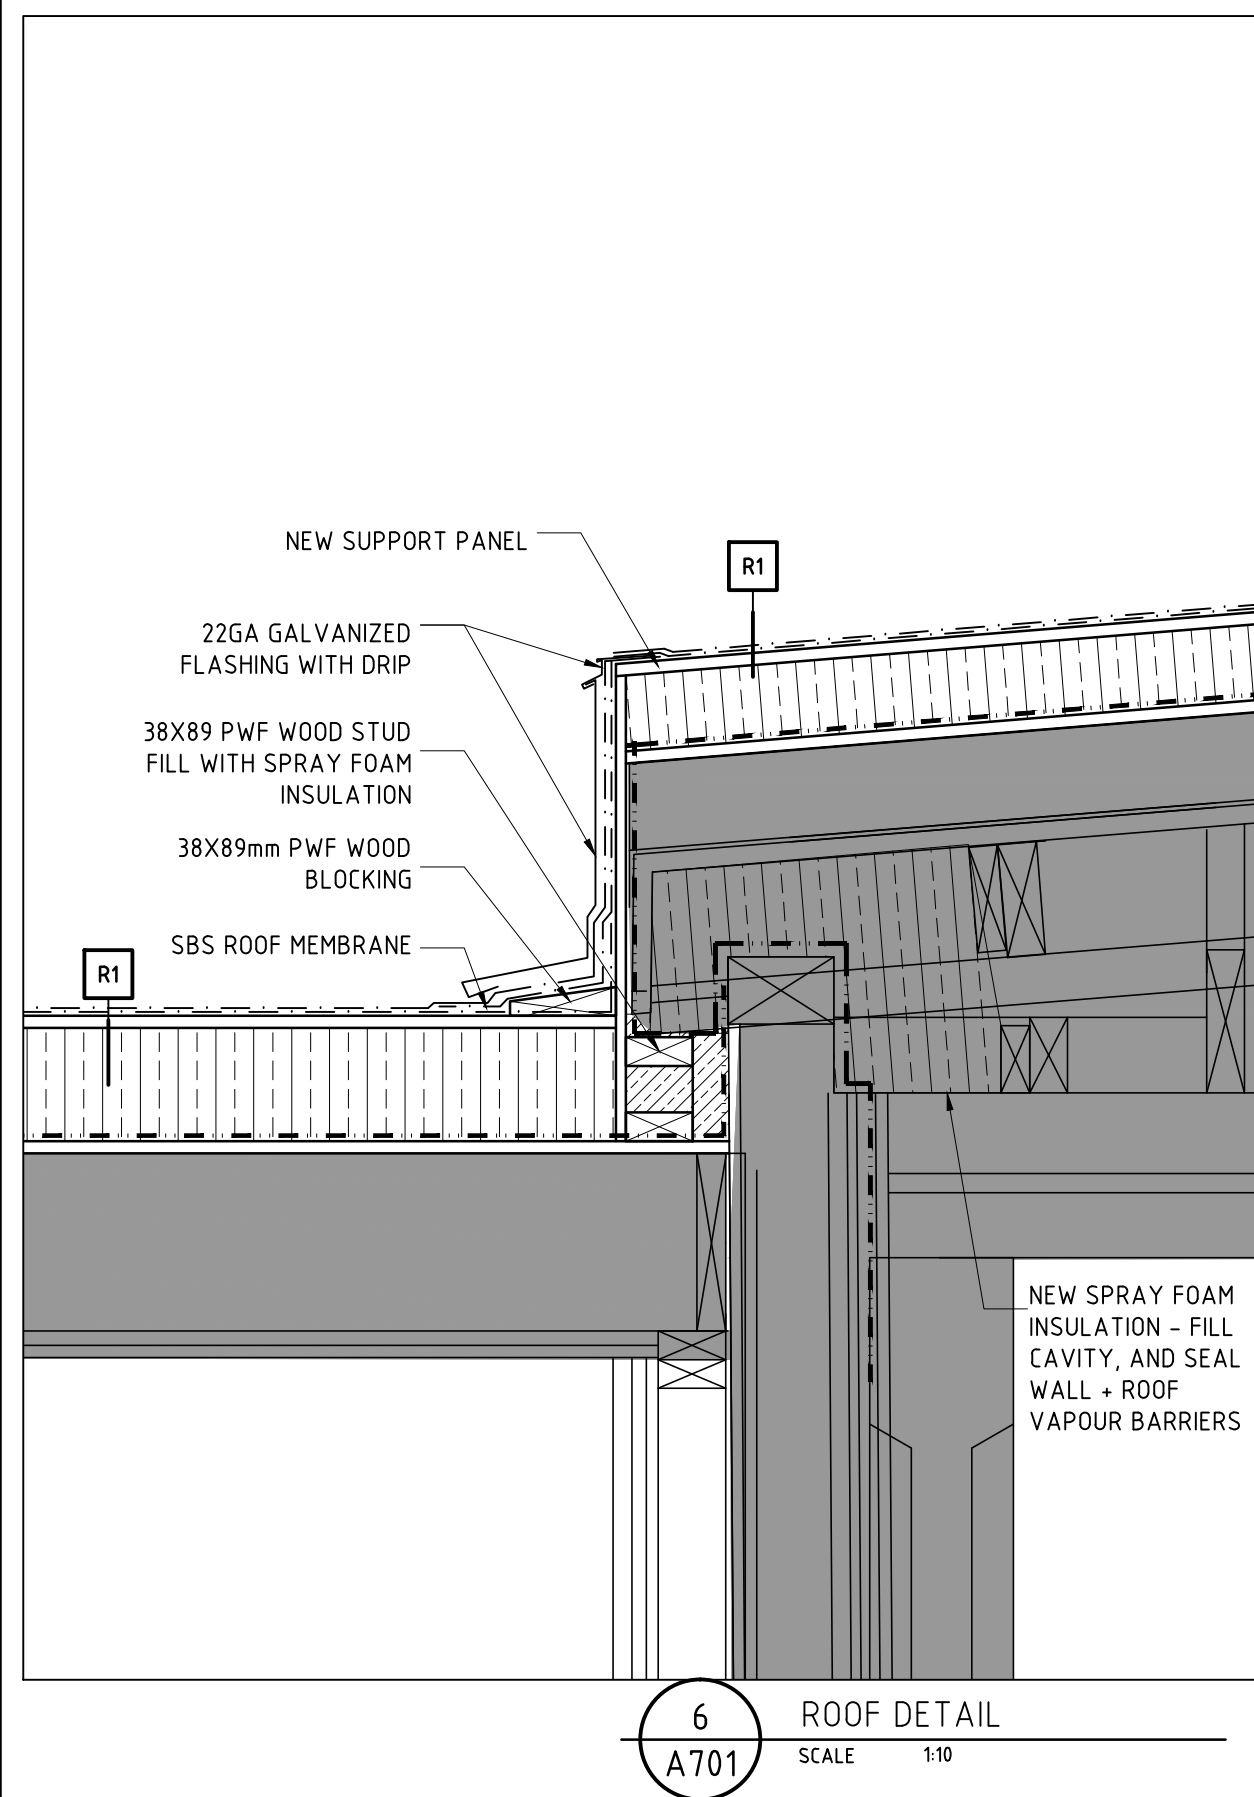 NEW SUPPORT PANEL
R1
22GA GALVANIZED
FLASHING WITH DRIP
38X89 PWF WOOD STUD
FILL WITH SPRAY FOAM
INSULATION
38X89mm PWF WOOD
BLOCKING
SBS ROOF MEMBRANE
R1
NEW SPRAY FOAM
INSULATION - FILL
CAVITY, AND SEAL
WALL + ROOF
VAPOUR BARRIERS
6
A701
ROOF DETAIL
SCALE 1:10